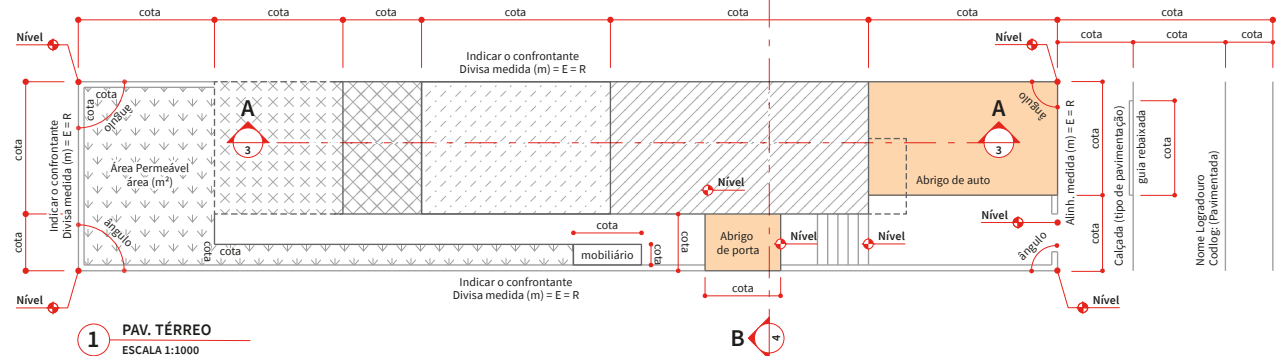 cota
cota
cota
cota
cota
cota
cota
Nível
Nível
cota
cota
cota
Indicar o confrontante
Divisa medida (m) = E = R
Nível
cota
cota
Indicar o confrontante
Divisa medida (m) = E = R
cota
cota
ângulo
A
3
Área Permeável
área (m²)
ângulo
cota
cota
cota
mobiliário
cota
cota
Nível
Abrigo
de porta
Nível
Nível
cota
A
3
Abrigo de auto
ângulo
Nível
ângulo
Alinh. medida (m) = E = R
cota
cota
Calçada (tipo de pavimentação)
guia rebaixada
cota
Nome Logradouro
Codlog: (Pavimentada)
Nível
Indicar o confrontante
Divisa medida (m) = E = R
Nível
1
PAV. TÉRREO
ESCALA 1:1000
B
4